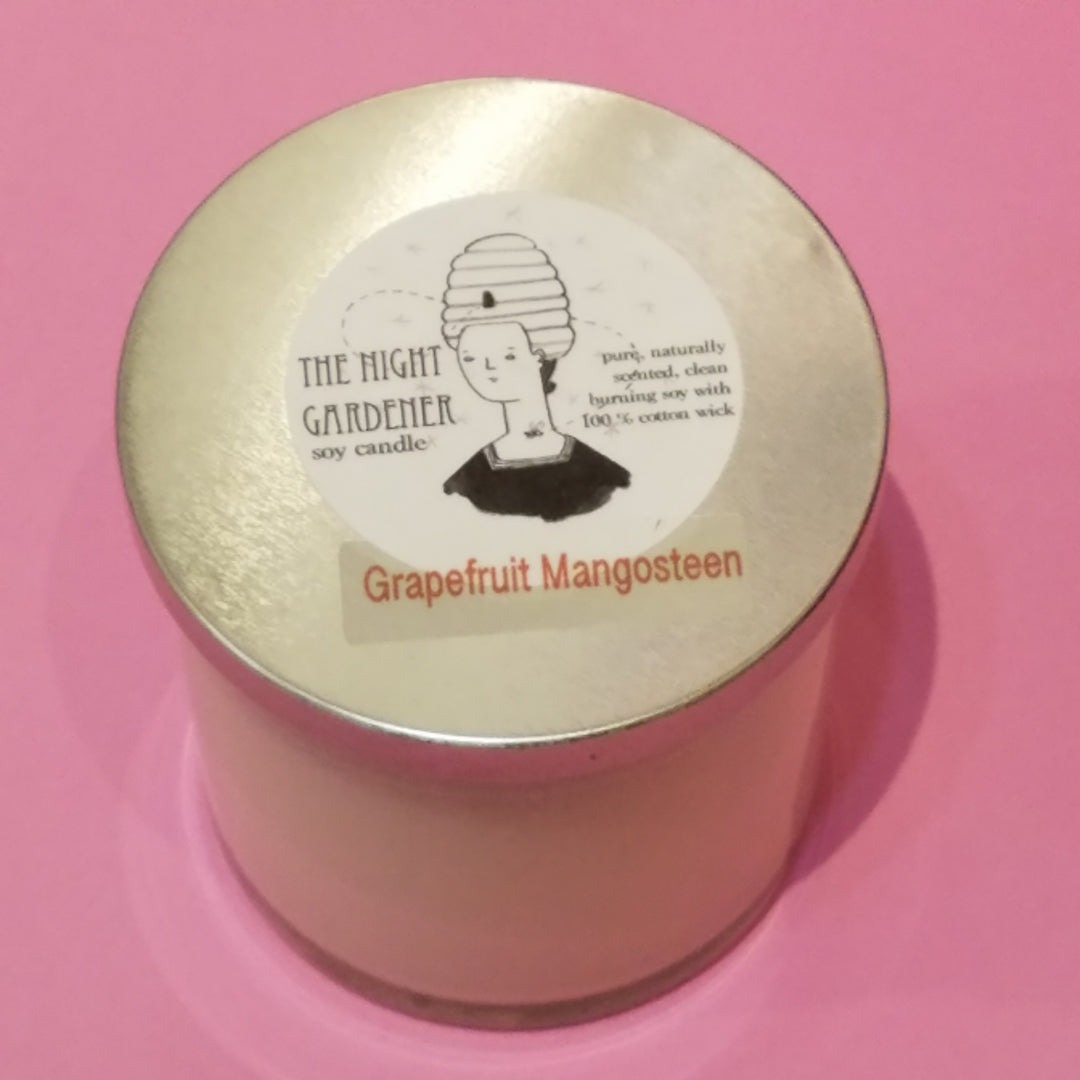 THE NIGHT
GARDENER
soy candle
pure, naturally
scented, clean
burning soy with
100 % cotton wick
Grapefruit Mangosteen